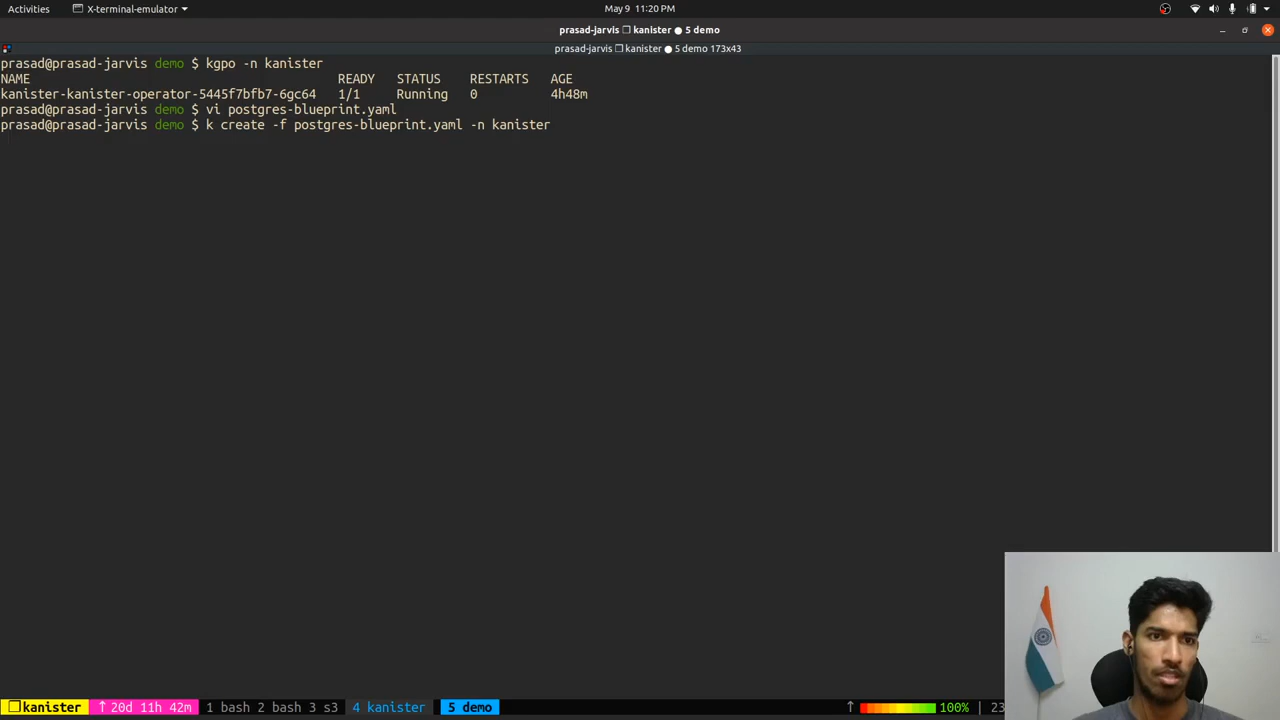 Activities X-terminal-emulator May 9 11:20 PM
prasad-jarvis ❐ kanister ● 5 demo
prasad-jarvis ❐ kanister ● 5 demo 173x43
prasad@prasad-jarvis demo $ kgpo -n kanister
NAME READY STATUS RESTARTS AGE
kanister-kanister-operator-5445f7bfb7-6gc64 1/1 Running 0 4h48m
prasad@prasad-jarvis demo $ vi postgres-blueprint.yaml
prasad@prasad-jarvis demo $ k create -f postgres-blueprint.yaml -n kanister
❐ kanister ↑ 20d 11h 42m 1 bash 2 bash 3 s3 4 kanister 5 demo ↑ 100% | 23